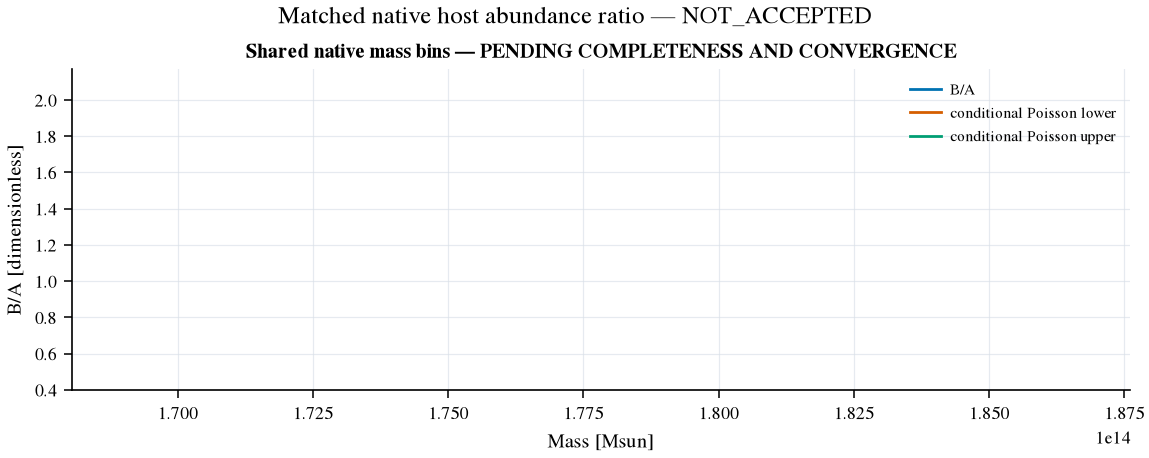 Matched native host abundance ratio — NOT_ACCEPTED
Shared native mass bins — PENDING COMPLETENESS AND CONVERGENCE
B/A
conditional Poisson lower
conditional Poisson upper
B/A [dimensionless]
2.0
1.8
1.6
1.4
1.2
1.0
0.8
0.6
0.4
1.700 1.725 1.750 1.775 1.800 1.825 1.850 1.875
1e14
Mass [Msun]